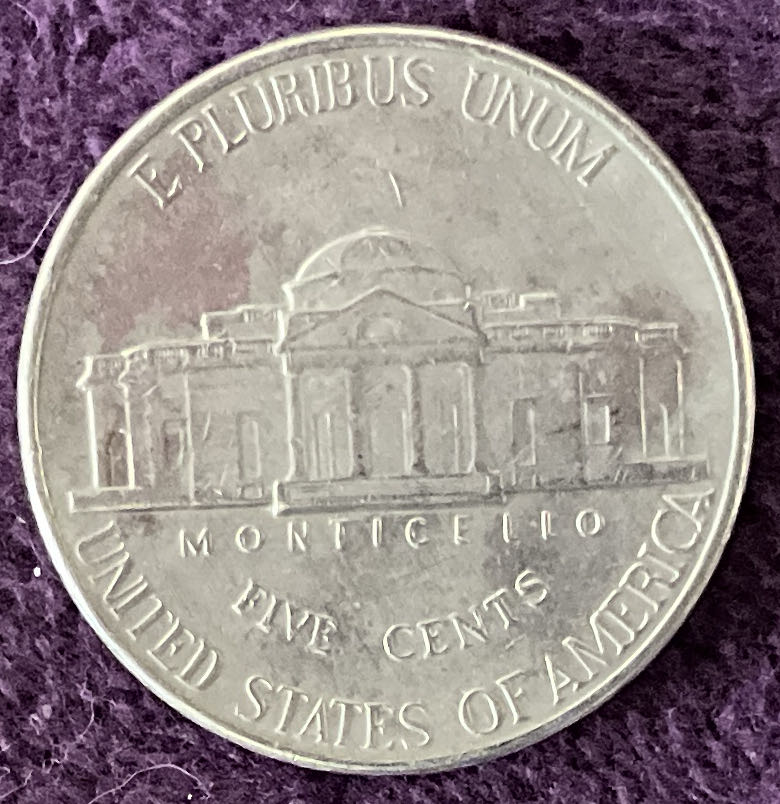 E PLURIBUS UNUM
MONTICELLO
FIVE CENTS
UNITED STATES OF AMERICA